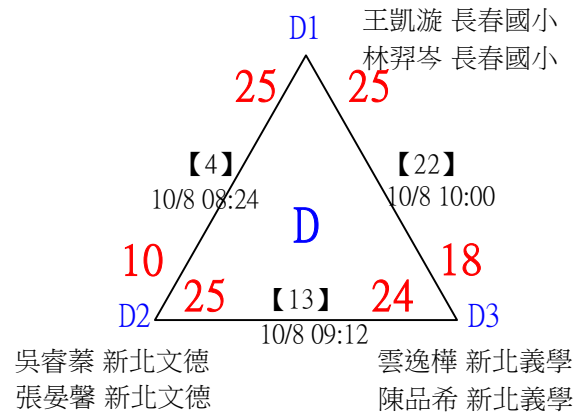 D1
王凱漩 長春國小
林羿岑 長春國小
25 25
【4】 【22】
10/8 08:24 10/8 10:00
D
10 18
25 【13】 24
D2 D3
10/8 09:12
吳睿蓁 新北文德 雲逸樺 新北義學
張晏馨 新北文德 陳品希 新北義學